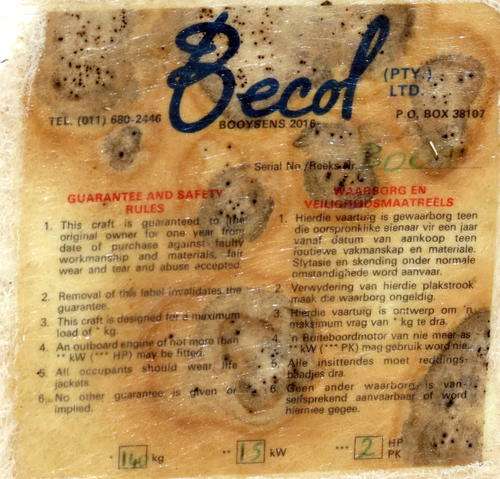 Becol
(PTY.)
LTD.
TEL. (011) 680-2446
BOOYSENS 2016
P.O. BOX 38107
Serial No./Reeks Nr.
GUARANTEE AND SAFETY
RULES
1. This craft is guaranteed to the
original owner for one year from
date of purchase against faulty
workmanship and materials, fair
wear and tear and abuse accepted.
2. Removal of this label invalidates the
guarantee.
3. This craft is designed for a maximum
load of * kg.
4. An outboard engine of not more than
** kW (*** HP) may be fitted.
5. All occupants should wear life
jackets.
6. No other guarantee is given or
implied.
WAARBORG EN
VEILIGHEIDSMAATREELS
1. Hierdie vaartuig is gewaarborg teen
die oorspronklike eienaar vir een jaar
vanaf datum van aankoop teen
foutiewe vakmanskap en materiale.
Slytasie en skending onder normale
omstandighede word aanvaar.
2. Verwydering van hierdie plakstrook
maak die waarborg ongeldig.
3. Hierdie vaartuig is ontwerp om 'n
maksimum vrag van * kg te dra.
4. 'n Buiteboordmotor van nie meer as
** kW (*** PK) mag gebruik word nie.
5. Alle insittendes moet reddings-
baadjies dra.
6. Geen ander waarborg is van
selfsprekend aanvaarbaar of word
hiermee gegee.
* 140 kg
** 15 kW
*** 2 HP
PK